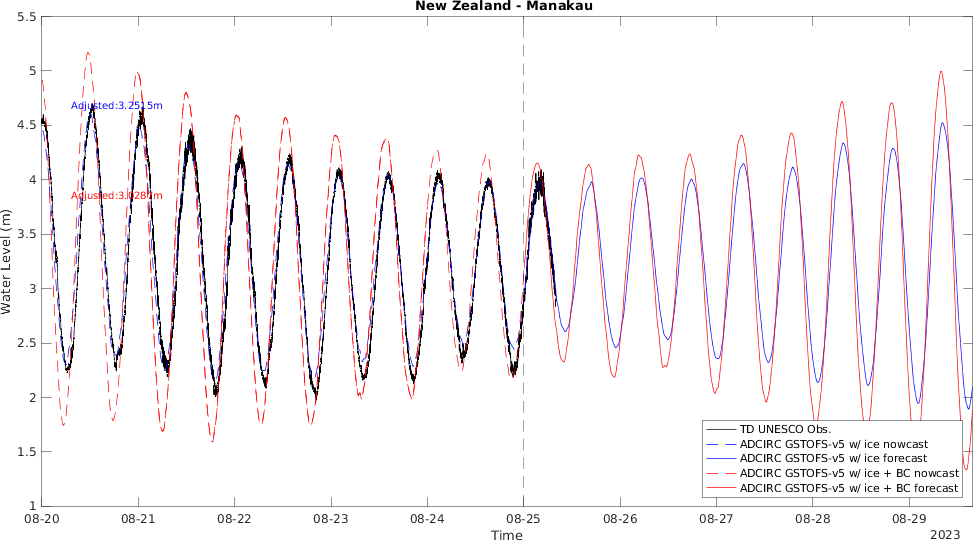 New Zealand - Manakau
5.5
5
4.5
4
3.5
3
2.5
2
1.5
1
Water Level (m)
Adjusted:3.2515m
TD UNESCO Obs.
ADCIRC GSTOFS-v5 w/ ice nowcast
ADCIRC GSTOFS-v5 w/ ice forecast
ADCIRC GSTOFS-v5 w/ ice + BC nowcast
ADCIRC GSTOFS-v5 w/ ice + BC forecast
08-20 08-21 08-22 08-23 08-24 08-25 08-26 08-27 08-28 08-29
Time
2023